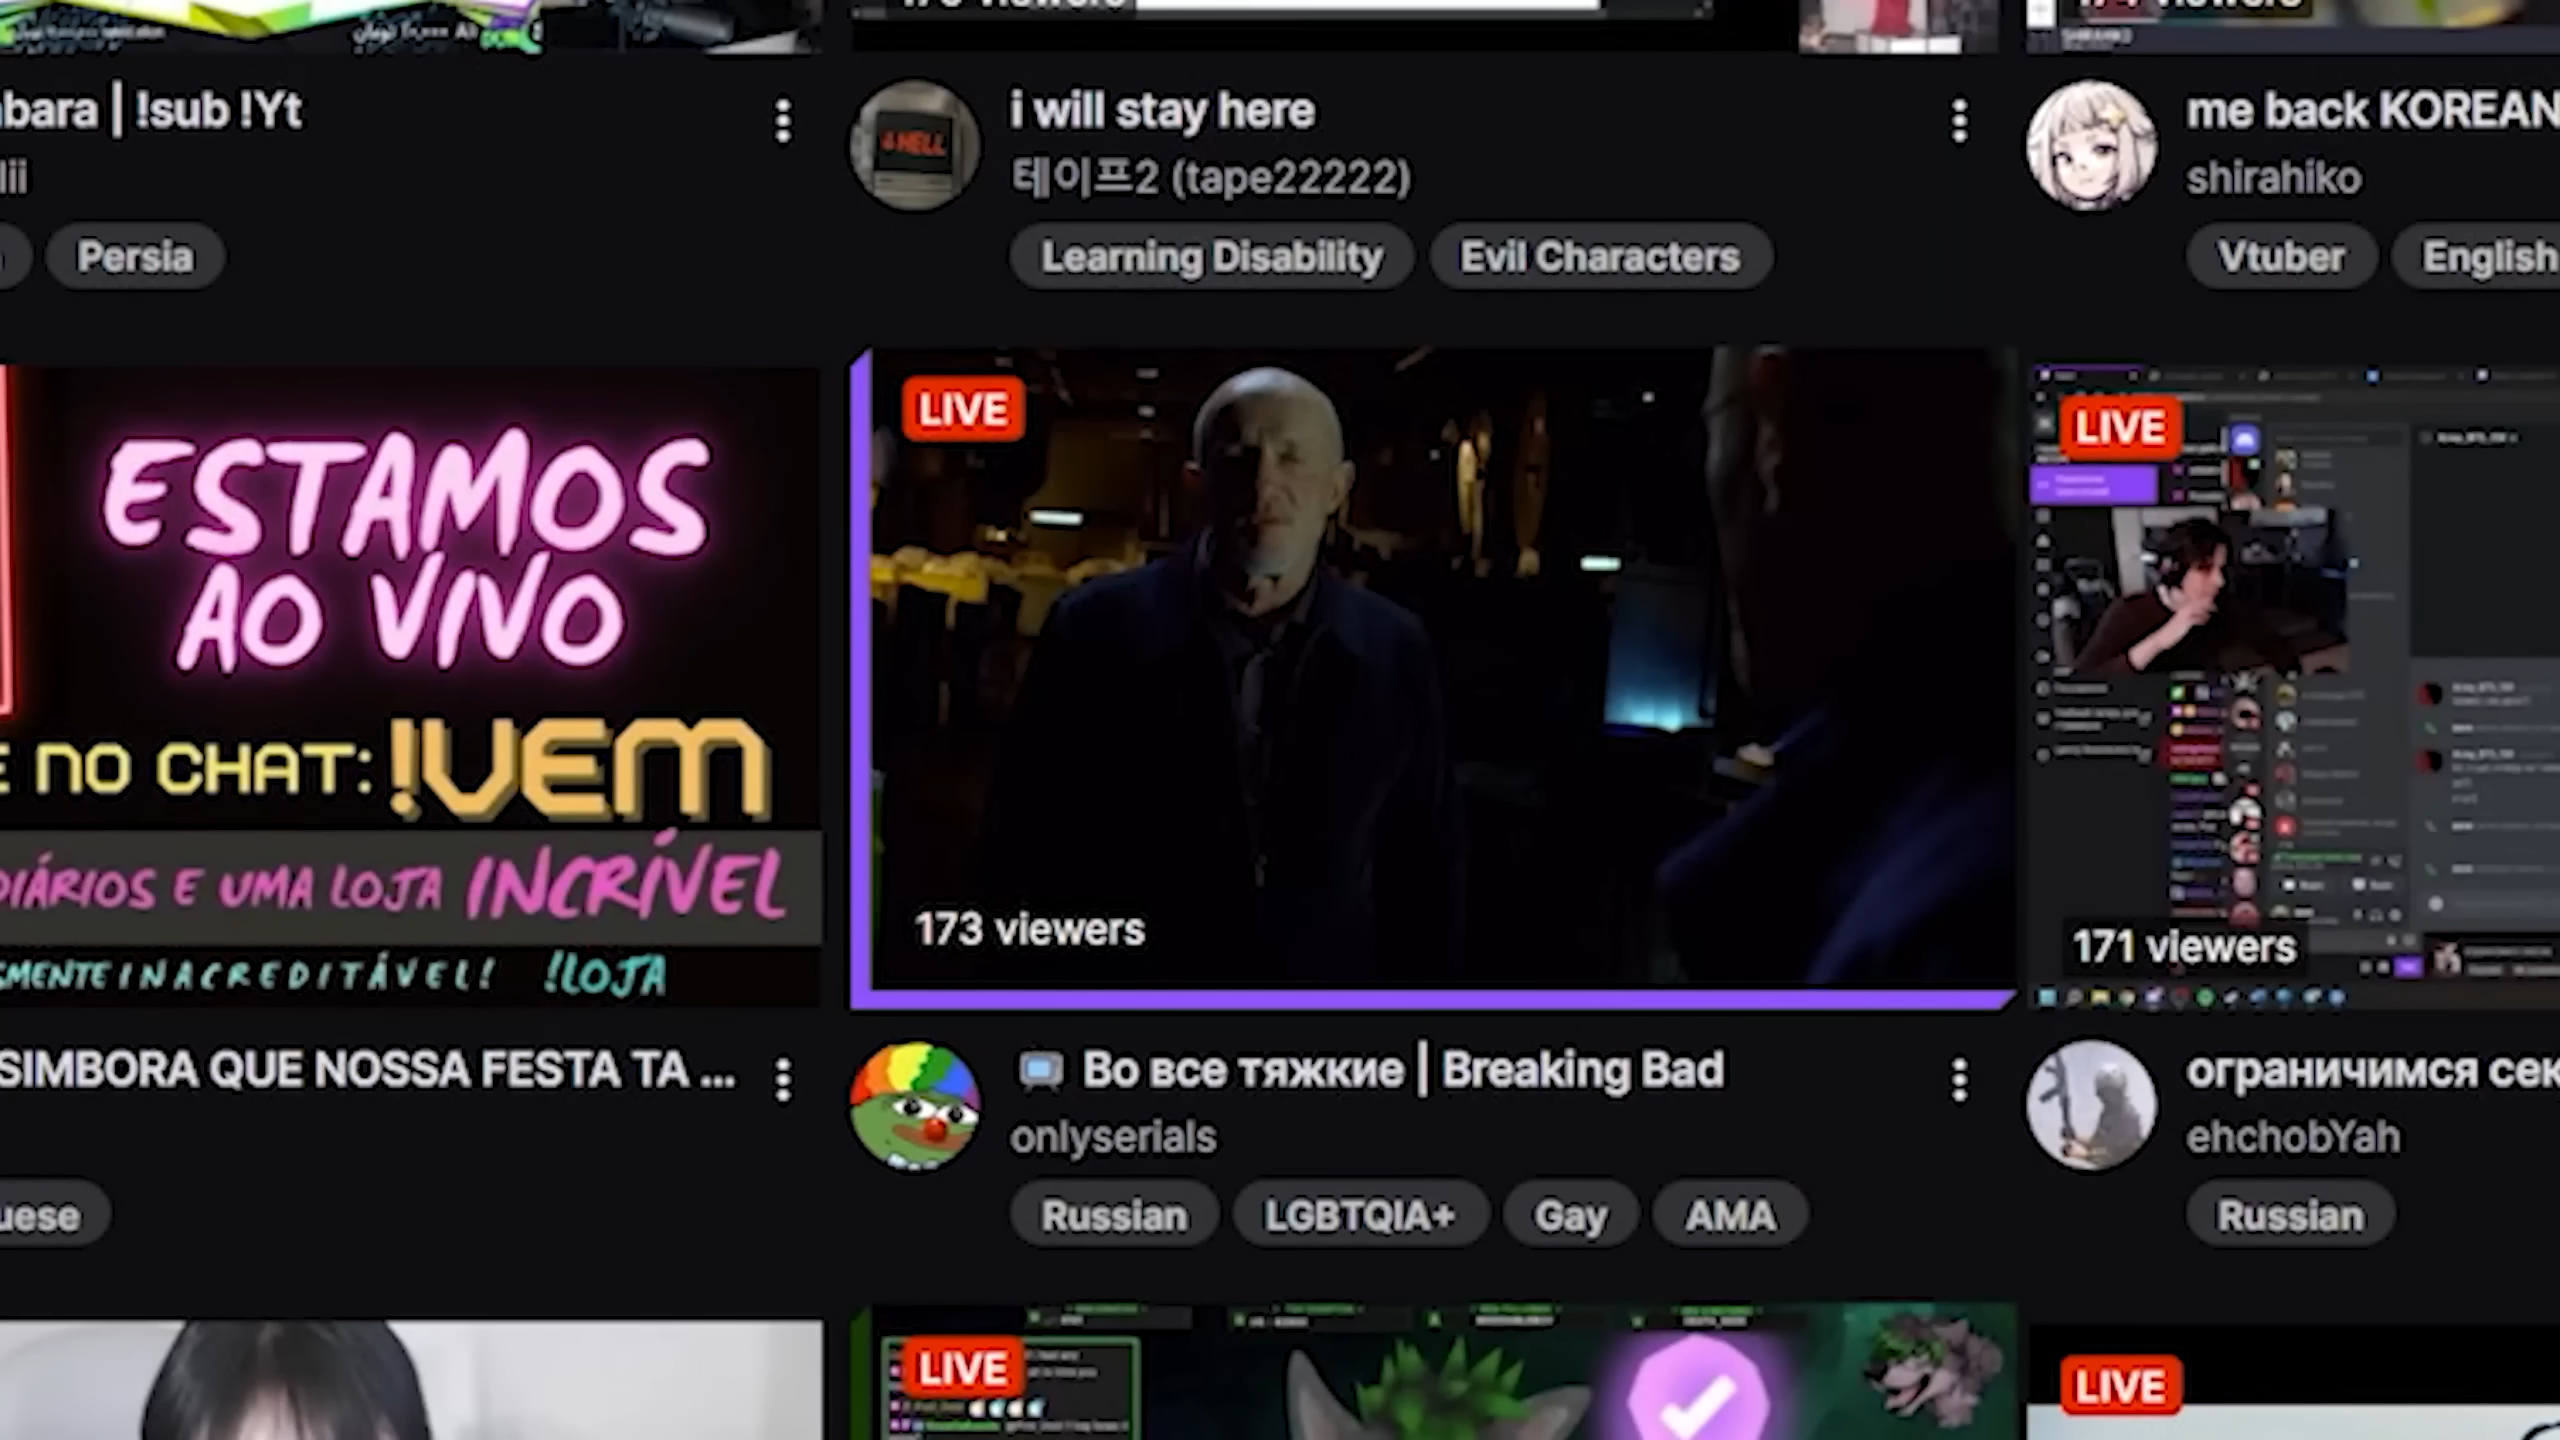 bara | !sub !Yt
lii
Persia
i will stay here
테이프2 (tape22222)
Learning Disability
Evil Characters
me back KOREAN
shirahiko
Vtuber
English
ESTAMOS
AO VIVO
E NO CHAT: !VEM
DIÁRIOS E UMA LOJA INCRÍVEL
SMENTE INACREDITÁVEL! !LOJA
SIMBORA QUE NOSSA FESTA TA ...
uese
LIVE
HELL
173 viewers
Во все тяжкие | Breaking Bad
onlyserials
Russian
LGBTQIA+
Gay
AMA
LIVE
171 viewers
ограничимся сек
ehchobYah
Russian
LIVE
LIVE